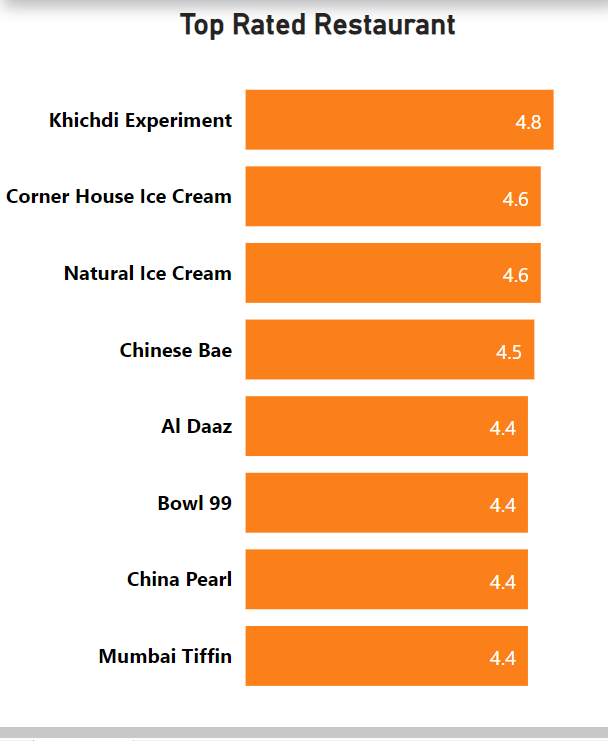 Top Rated Restaurant
Khichdi Experiment 4.8
Corner House Ice Cream 4.6
Natural Ice Cream 4.6
Chinese Bae 4.5
Al Daaz 4.4
Bowl 99 4.4
China Pearl 4.4
Mumbai Tiffin 4.4